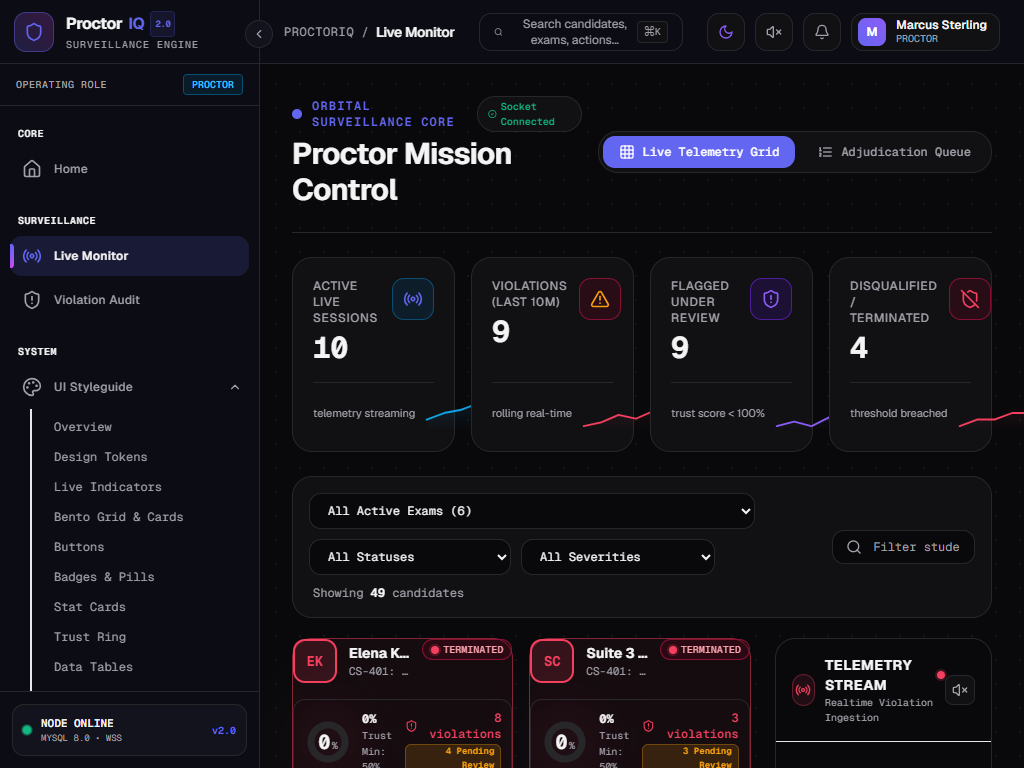 Proctor IQ 2.0
SURVEILLANCE ENGINE
PROCTORIQ / Live Monitor
Search candidates,
exams, actions...
⌘K
M
Marcus Sterling
PROCTOR
OPERATING ROLE
PROCTOR
CORE
Home
SURVEILLANCE
Live Monitor
Violation Audit
SYSTEM
UI Styleguide
Overview
Design Tokens
Live Indicators
Bento Grid & Cards
Buttons
Badges & Pills
Stat Cards
Trust Ring
Data Tables
NODE ONLINE
MYSQL 8.0 • WSS
v2.0
ORBITAL
SURVEILLANCE CORE
Socket
Connected
Proctor Mission
Control
Live Telemetry Grid
Adjudication Queue
ACTIVE
LIVE
SESSIONS
10
telemetry streaming
VIOLATIONS
(LAST 10M)
9
rolling real-time
FLAGGED
UNDER
REVIEW
9
trust score < 100%
DISQUALIFIED
/
TERMINATED
4
threshold breached
All Active Exams (6)
All Statuses
All Severities
Filter stude
Showing 49 candidates
EK
Elena K...
TERMINATED
CS-401: …
0%
0%
Trust
Min:
50%
8
violations
4 Pending
Review
SC
Suite 3 ...
TERMINATED
CS-401: …
0%
0%
Trust
Min:
50%
3
violations
3 Pending
Review
TELEMETRY
STREAM
Realtime Violation
Ingestion